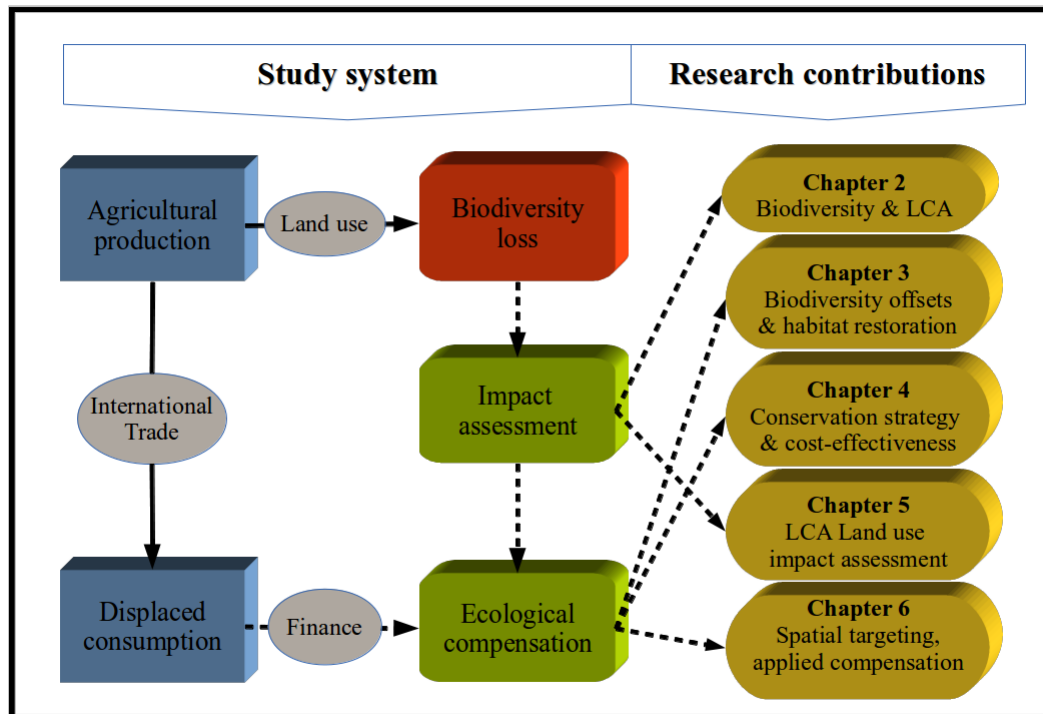 Study system
Research contributions
Agricultural
production
Land use
Biodiversity
loss
International
Trade
Impact
assessment
Displaced
consumption
Finance
Ecological
compensation
Chapter 2
Biodiversity & LCA
Chapter 3
Biodiversity offsets
& habitat restoration
Chapter 4
Conservation strategy
& cost-effectiveness
Chapter 5
LCA Land use
impact assessment
Chapter 6
Spatial targeting,
applied compensation